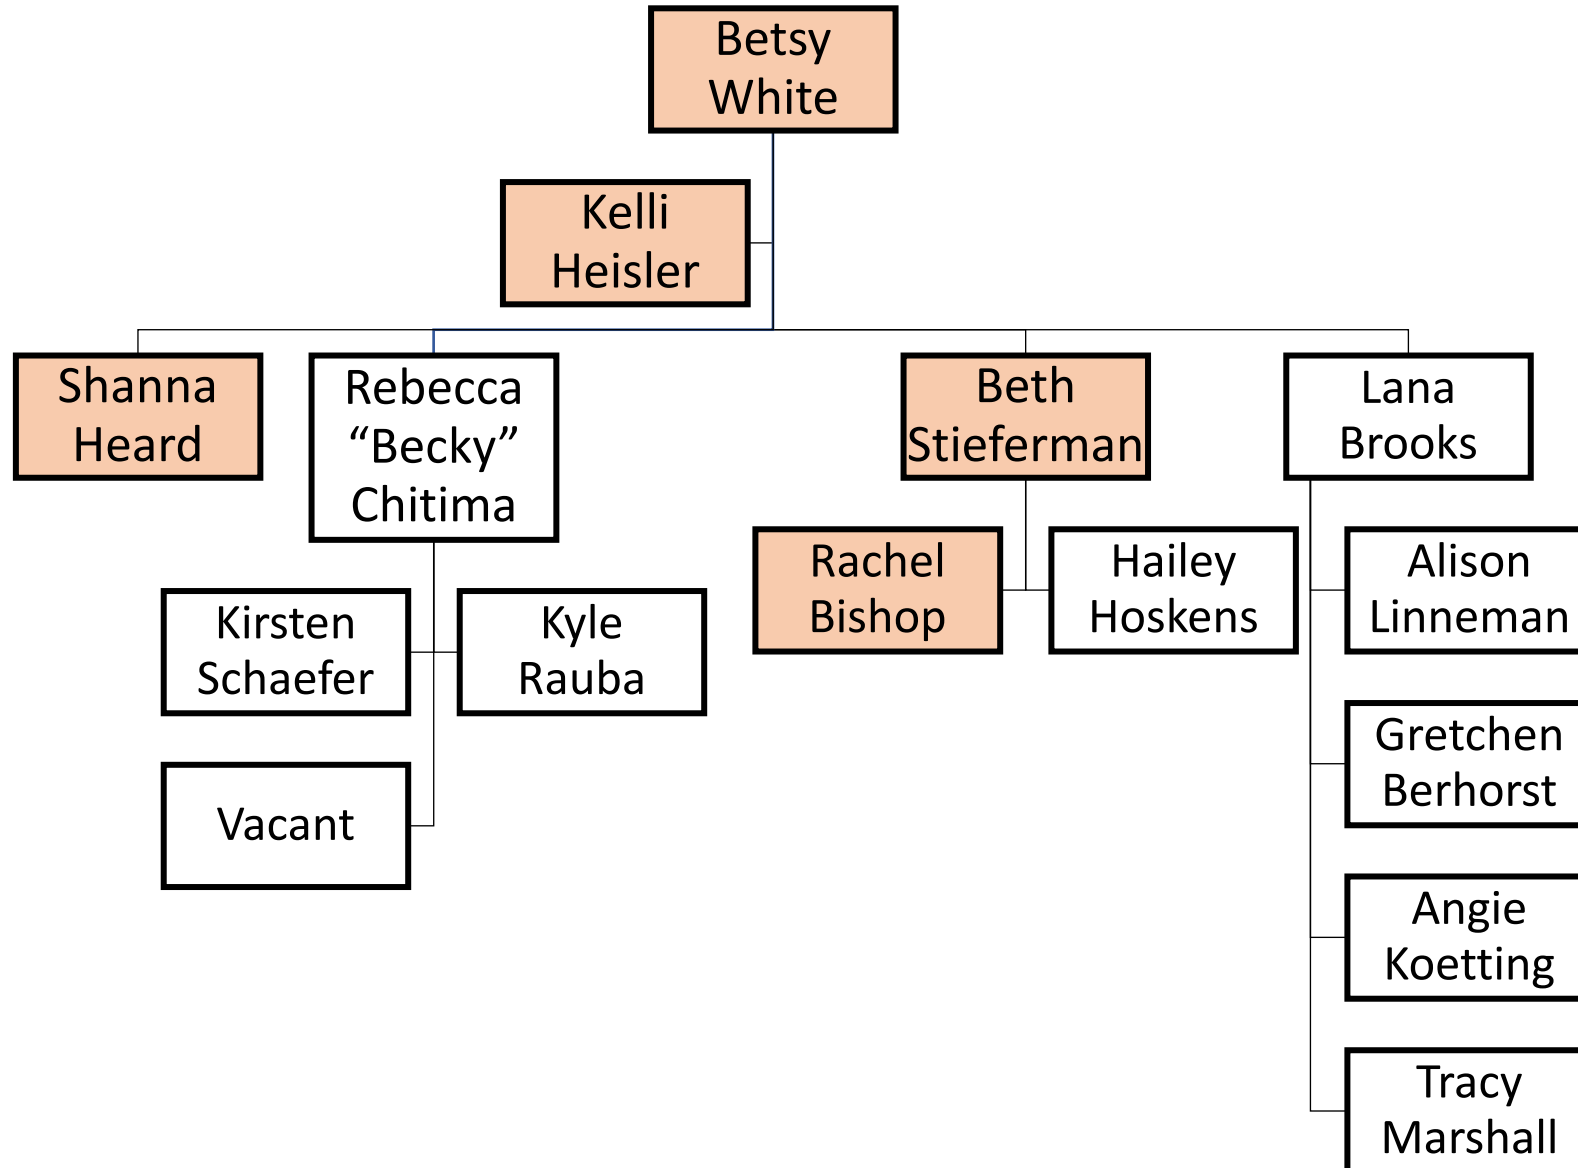 Betsy
White
Kelli
Heisler
Shanna
Heard
Rebecca
“Becky”
Chitima
Beth
Stieferman
Lana
Brooks
Kirsten
Schaefer
Kyle
Rauba
Vacant
Rachel
Bishop
Hailey
Hoskens
Alison
Linneman
Gretchen
Berhorst
Angie
Koetting
Tracy
Marshall